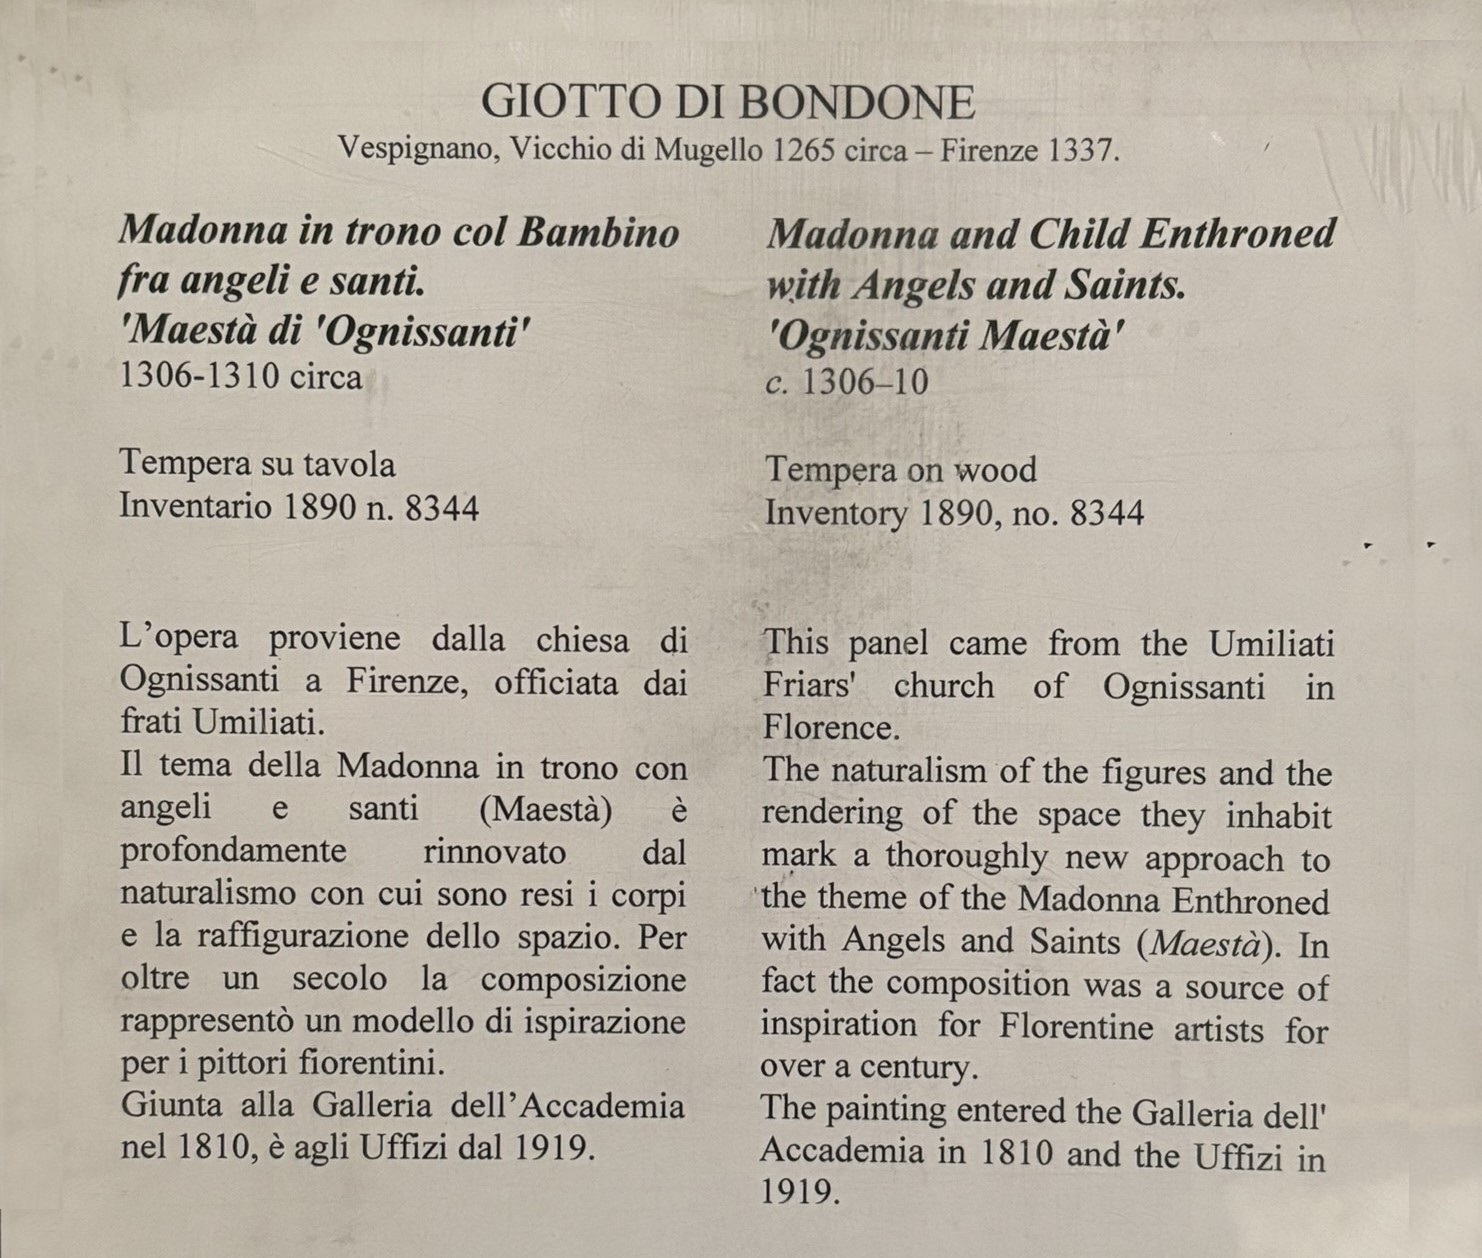 GIOTTO DI BONDONE
Vespignano, Vicchio di Mugello 1265 circa – Firenze 1337.
Madonna in trono col Bambino
fra angeli e santi.
'Maestà di 'Ognissanti'
1306-1310 circa
Tempera su tavola
Inventario 1890 n. 8344
L’opera proviene dalla chiesa di
Ognissanti a Firenze, officiata dai
frati Umiliati.
Il tema della Madonna in trono con
angeli e santi (Maestà) è
profondamente rinnovato dal
naturalismo con cui sono resi i corpi
e la raffigurazione dello spazio. Per
oltre un secolo la composizione
rappresentò un modello di ispirazione
per i pittori fiorentini.
Giunta alla Galleria dell’Accademia
nel 1810, è agli Uffizi dal 1919.
Madonna and Child Enthroned
with Angels and Saints.
'Ognissanti Maestà'
c. 1306–10
Tempera on wood
Inventory 1890, no. 8344
This panel came from the Umiliati
Friars' church of Ognissanti in
Florence.
The naturalism of the figures and the
rendering of the space they inhabit
mark a thoroughly new approach to
the theme of the Madonna Enthroned
with Angels and Saints (Maestà). In
fact the composition was a source of
inspiration for Florentine artists for
over a century.
The painting entered the Galleria dell'
Accademia in 1810 and the Uffizi in
1919.